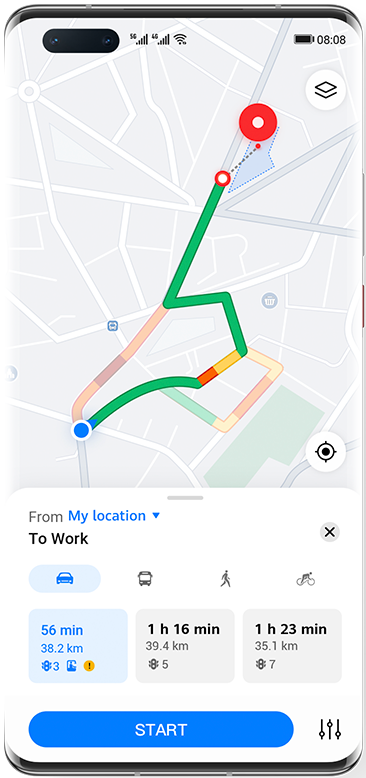 5G 4G 08:08
From My location
To Work
56 min
38.2 km
3
1 h 16 min
39.4 km
5
1 h 23 min
35.1 km
7
START